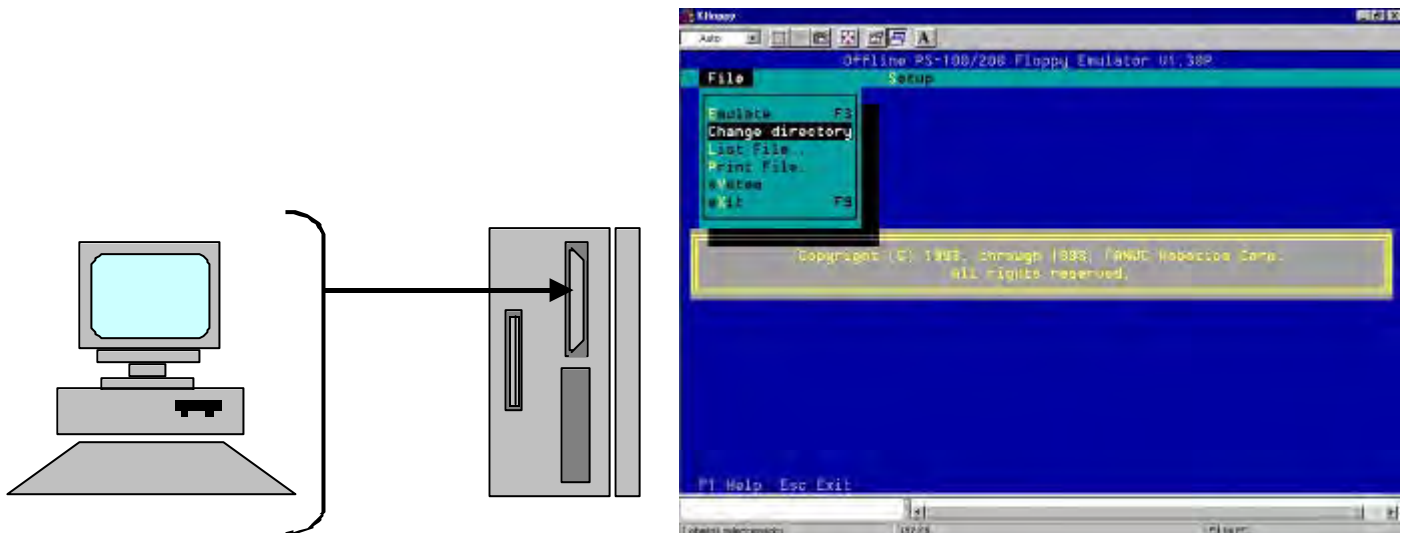 KFloppy
Auto
A
Offline PS-100/200 Floppy Emulator V1.38P
File Setup
Emulate F3
Change directory
List File..
Print File.
sYstem
eXit F9
Copyright (C) 1993, through 1998, FANUC Robotics Corp.
All rights reserved.
F1 Help Esc Exit